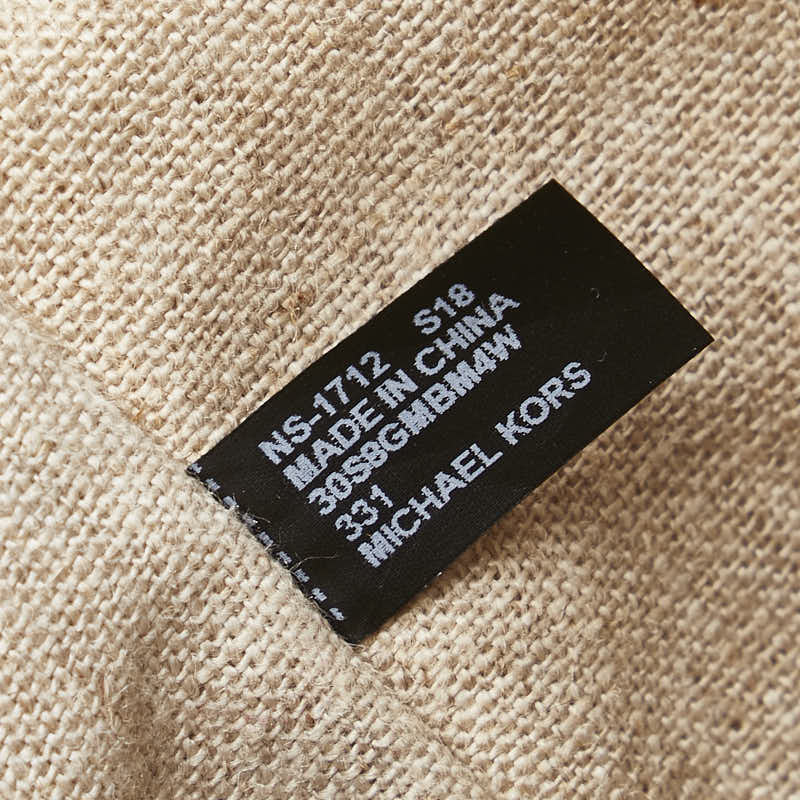 NS-1712 S18
MADE IN CHINA
30S8GMBM4W
331
MICHAEL KORS